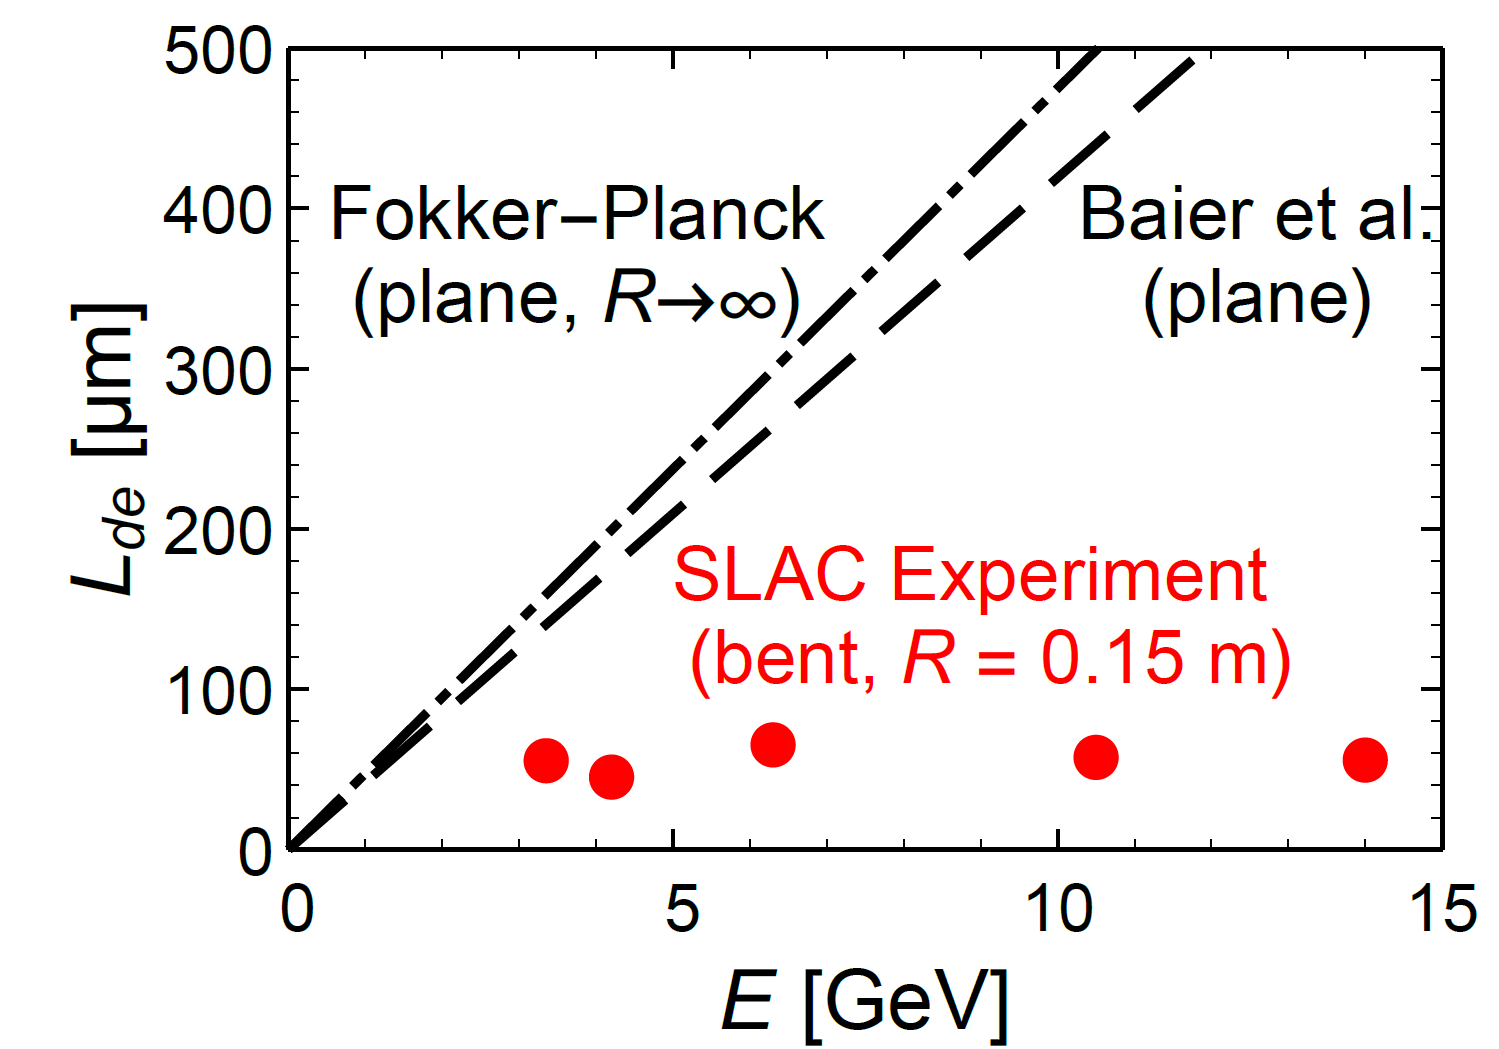 500
400
300
200
100
0
L_de [μm]
Fokker–Planck
(plane, R→∞)
Baier et al.
(plane)
SLAC Experiment
(bent, R = 0.15 m)
0 5 10 15
E [GeV]